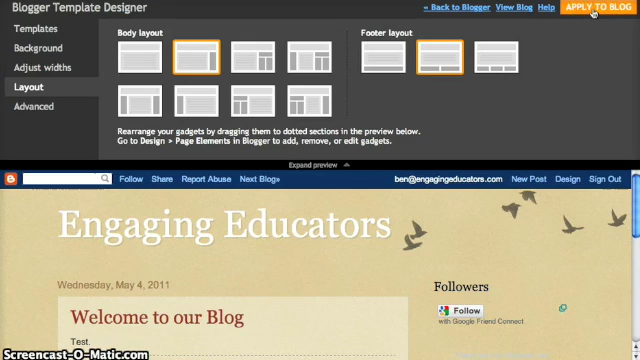 Blogger Template Designer
« Back to Blogger View Blog Help APPLY TO BLOG
Templates
Background
Adjust widths
Layout
Advanced
Body layout
Footer layout
Rearrange your gadgets by dragging them to dotted sections in the preview below.
Go to Design > Page Elements in Blogger to add, remove, or edit gadgets.
Expand preview
Follow Share Report Abuse Next Blog» ben@engagingeducators.com New Post Design Sign Out
Engaging Educators
Wednesday, May 4, 2011
Welcome to our Blog
Test.
Followers
Follow
with Google Friend Connect
Screencast-O-Matic.com